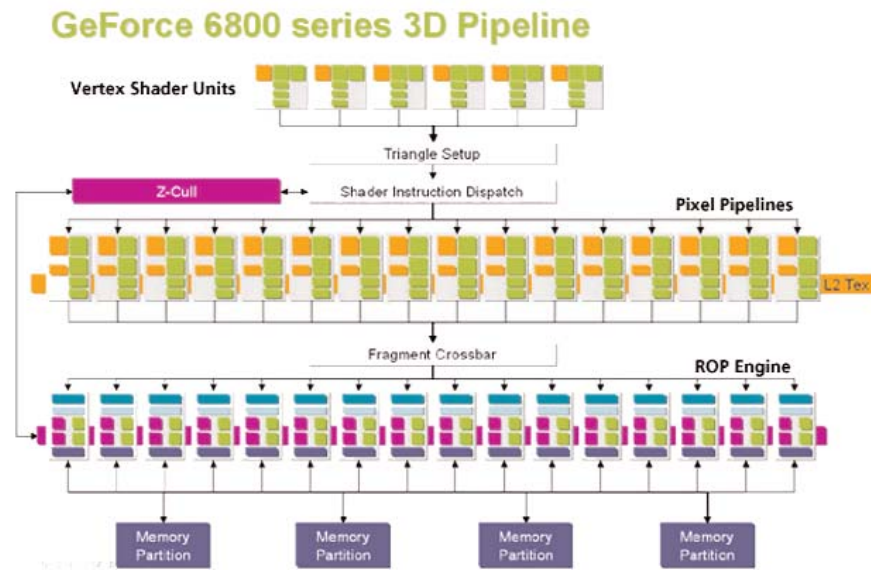 GeForce 6800 series 3D Pipeline
Vertex Shader Units
Triangle Setup
Z-Cull
Shader Instruction Dispatch
Pixel Pipelines
L2 Tex
Fragment Crossbar
ROP Engine
Memory
Partition
Memory
Partition
Memory
Partition
Memory
Partition